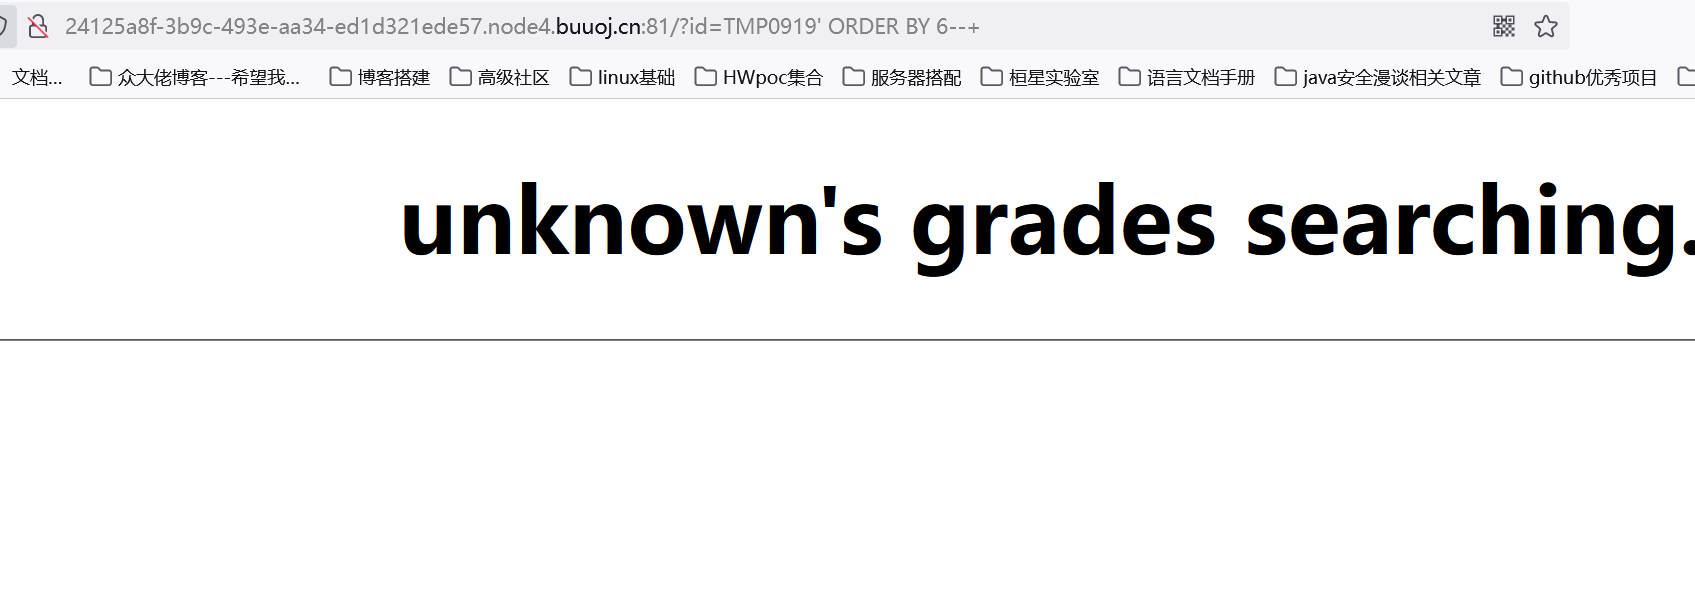 24125a8f-3b9c-493e-aa34-ed1d321ede57.node4.buuoj.cn:81/?id=TMP0919' ORDER BY 6--+
文档... 众大佬博客---希望我... 博客搭建 高级社区 linux基础 HWpoc集合 服务器搭配 桓星实验室 语言文档手册 java安全漫谈相关文章 github优秀项目
unknown's grades searching.